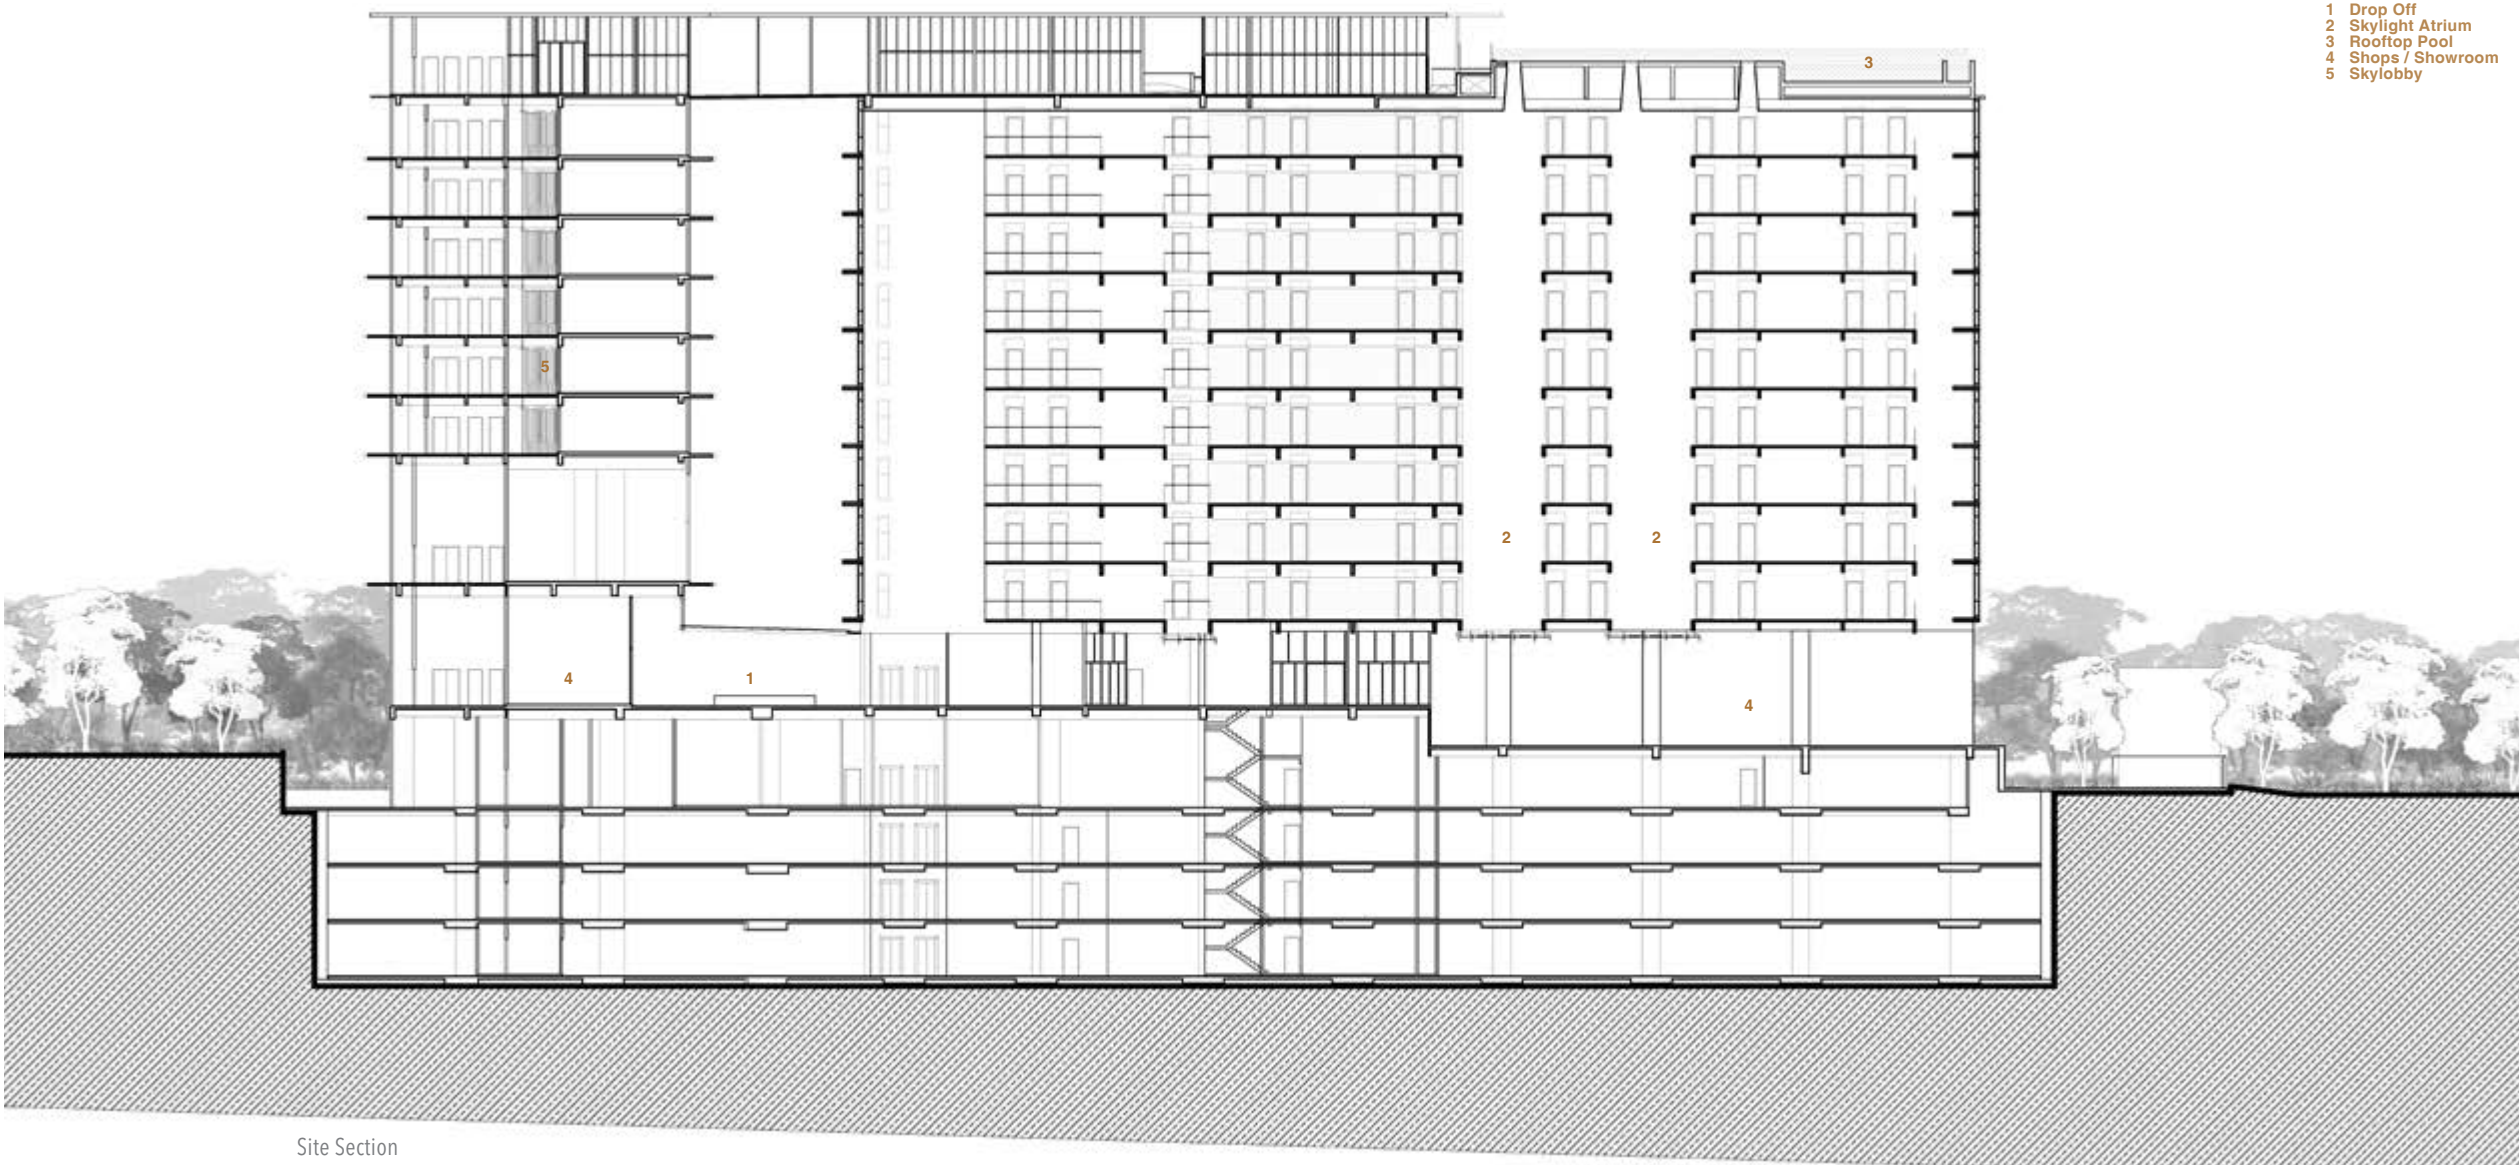 1 Drop Off
2 Skylight Atrium
3 Rooftop Pool
4 Shops / Showroom
5 Skylobby
3
5
2 2
4 1
4
Site Section